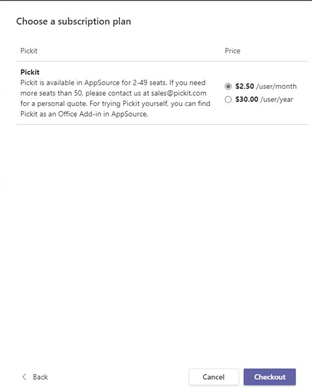 Choose a subscription plan
Pickit Price
Pickit
Pickit is available in AppSource for 2-49 seats. If you need
more seats than 50, please contact us at sales@pickit.com
for a personal quote. For trying Pickit yourself, you can find
Pickit as an Office Add-in in AppSource.
$2.50 /user/month
$30.00 /user/year
Back Cancel Checkout